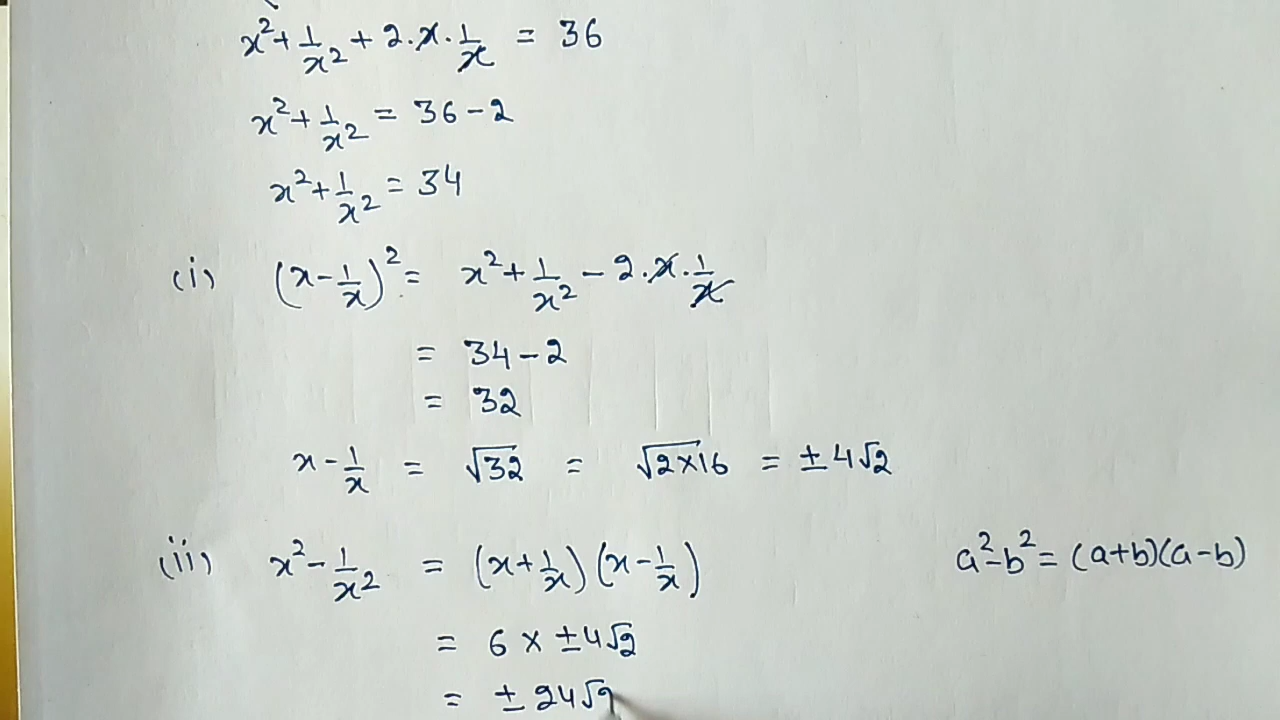 x² + 1/x² + 2·x·1/x = 36
x² + 1/x² = 36 - 2
x² + 1/x² = 34
(i) (x - 1/x)² = x² + 1/x² - 2·x·1/x
= 34 - 2
= 32
x - 1/x = √32 = √2×16 = ±4√2
(ii) x² - 1/x² = (x + 1/x)(x - 1/x) a² - b² = (a+b)(a-b)
= 6 × ±4√2
= ±24√2